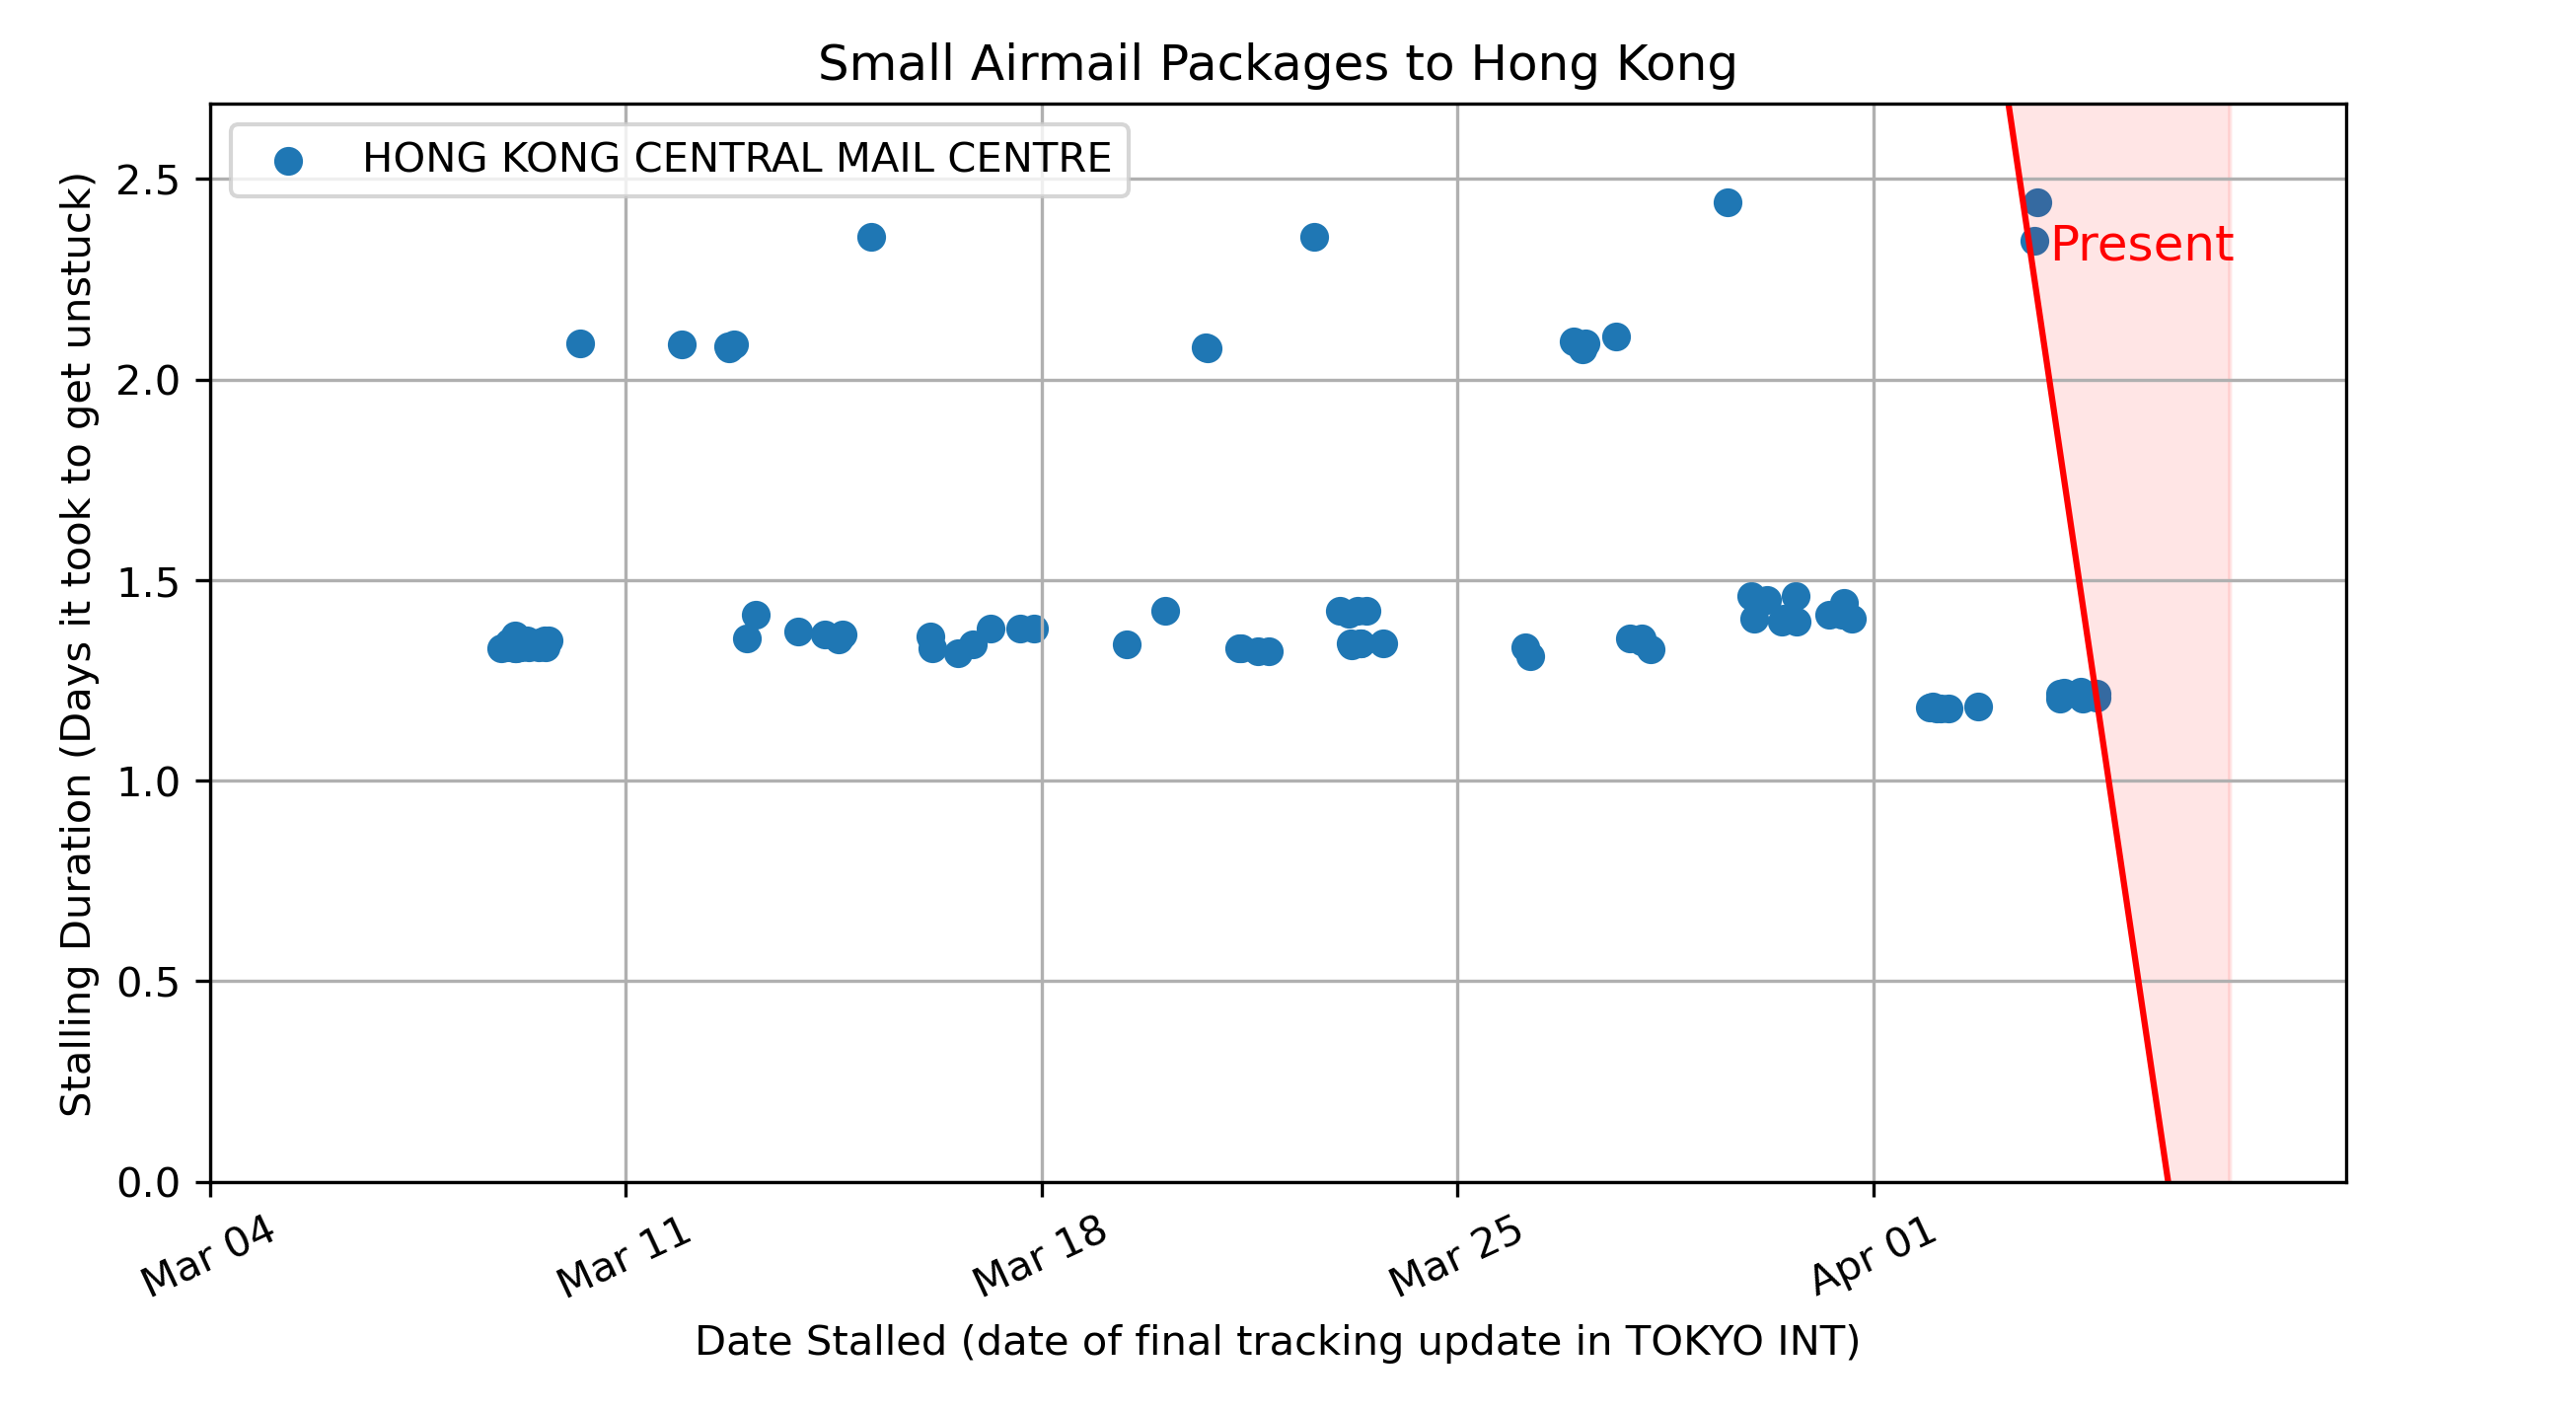 Small Airmail Packages to Hong Kong
HONG KONG CENTRAL MAIL CENTRE
Present
Stalling Duration (Days it took to get unstuck)
2.5
2.0
1.5
1.0
0.5
0.0
Mar 04
Mar 11
Mar 18
Mar 25
Apr 01
Date Stalled (date of final tracking update in TOKYO INT)